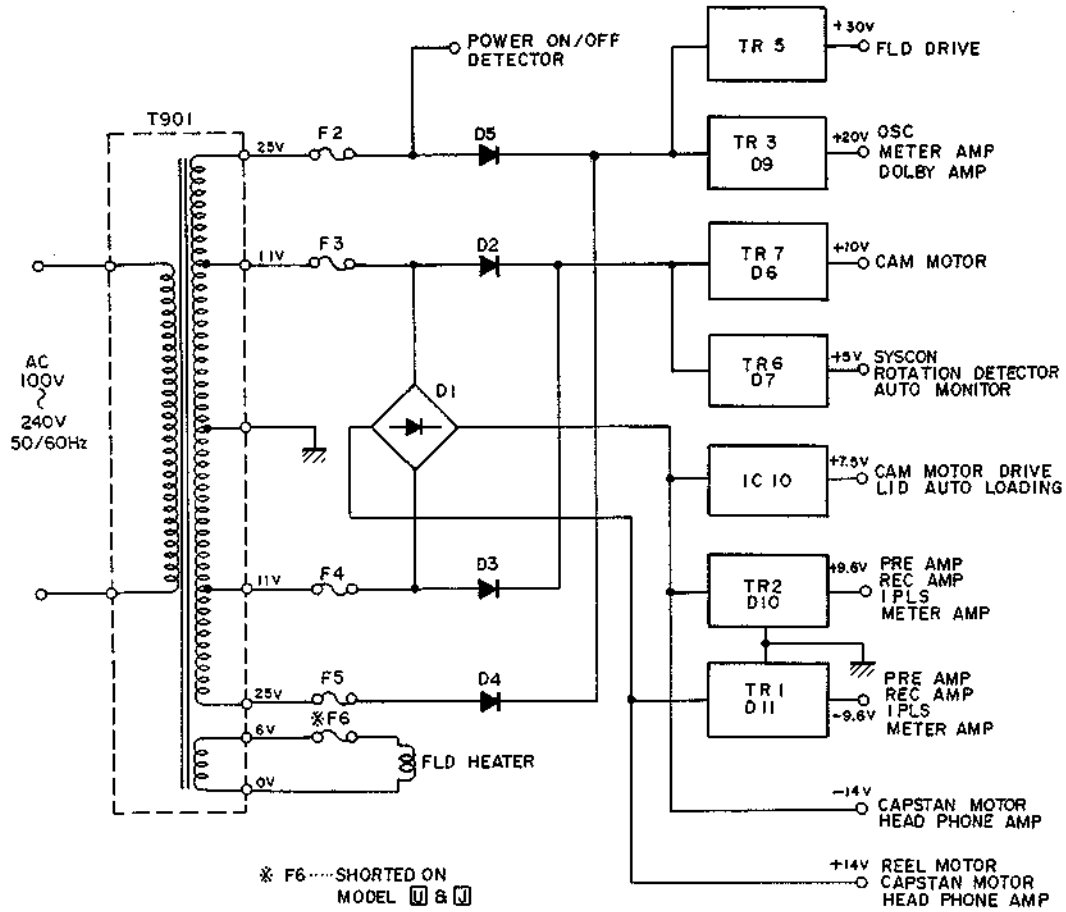 POWER ON/OFF
DETECTOR
TR 5
+30V
FLD DRIVE
T901
25V
F2
D5
TR 3
D9
+20V
OSC
METER AMP
DOLBY AMP
11V
F3
D2
TR 7
D6
+10V
CAM MOTOR
AC
100V
~
240V
50/60Hz
D1
TR6
D7
+5V
SYSCON
ROTATION DETECTOR
AUTO MONITOR
IC 10
+7.5V
CAM MOTOR DRIVE
LID AUTO LOADING
11V
F4
D3
TR2
D10
+9.6V
PRE AMP
REC AMP
IPLS
METER AMP
25V
F5
D4
TR 1
D11
-9.6V
PRE AMP
REC AMP
IPLS
METER AMP
6V
※F6
FLD HEATER
0V
-14V
CAPSTAN MOTOR
HEAD PHONE AMP
+14V
REEL MOTOR
CAPSTAN MOTOR
HEAD PHONE AMP
※ F6 ····· SHORTED ON
MODEL U & J